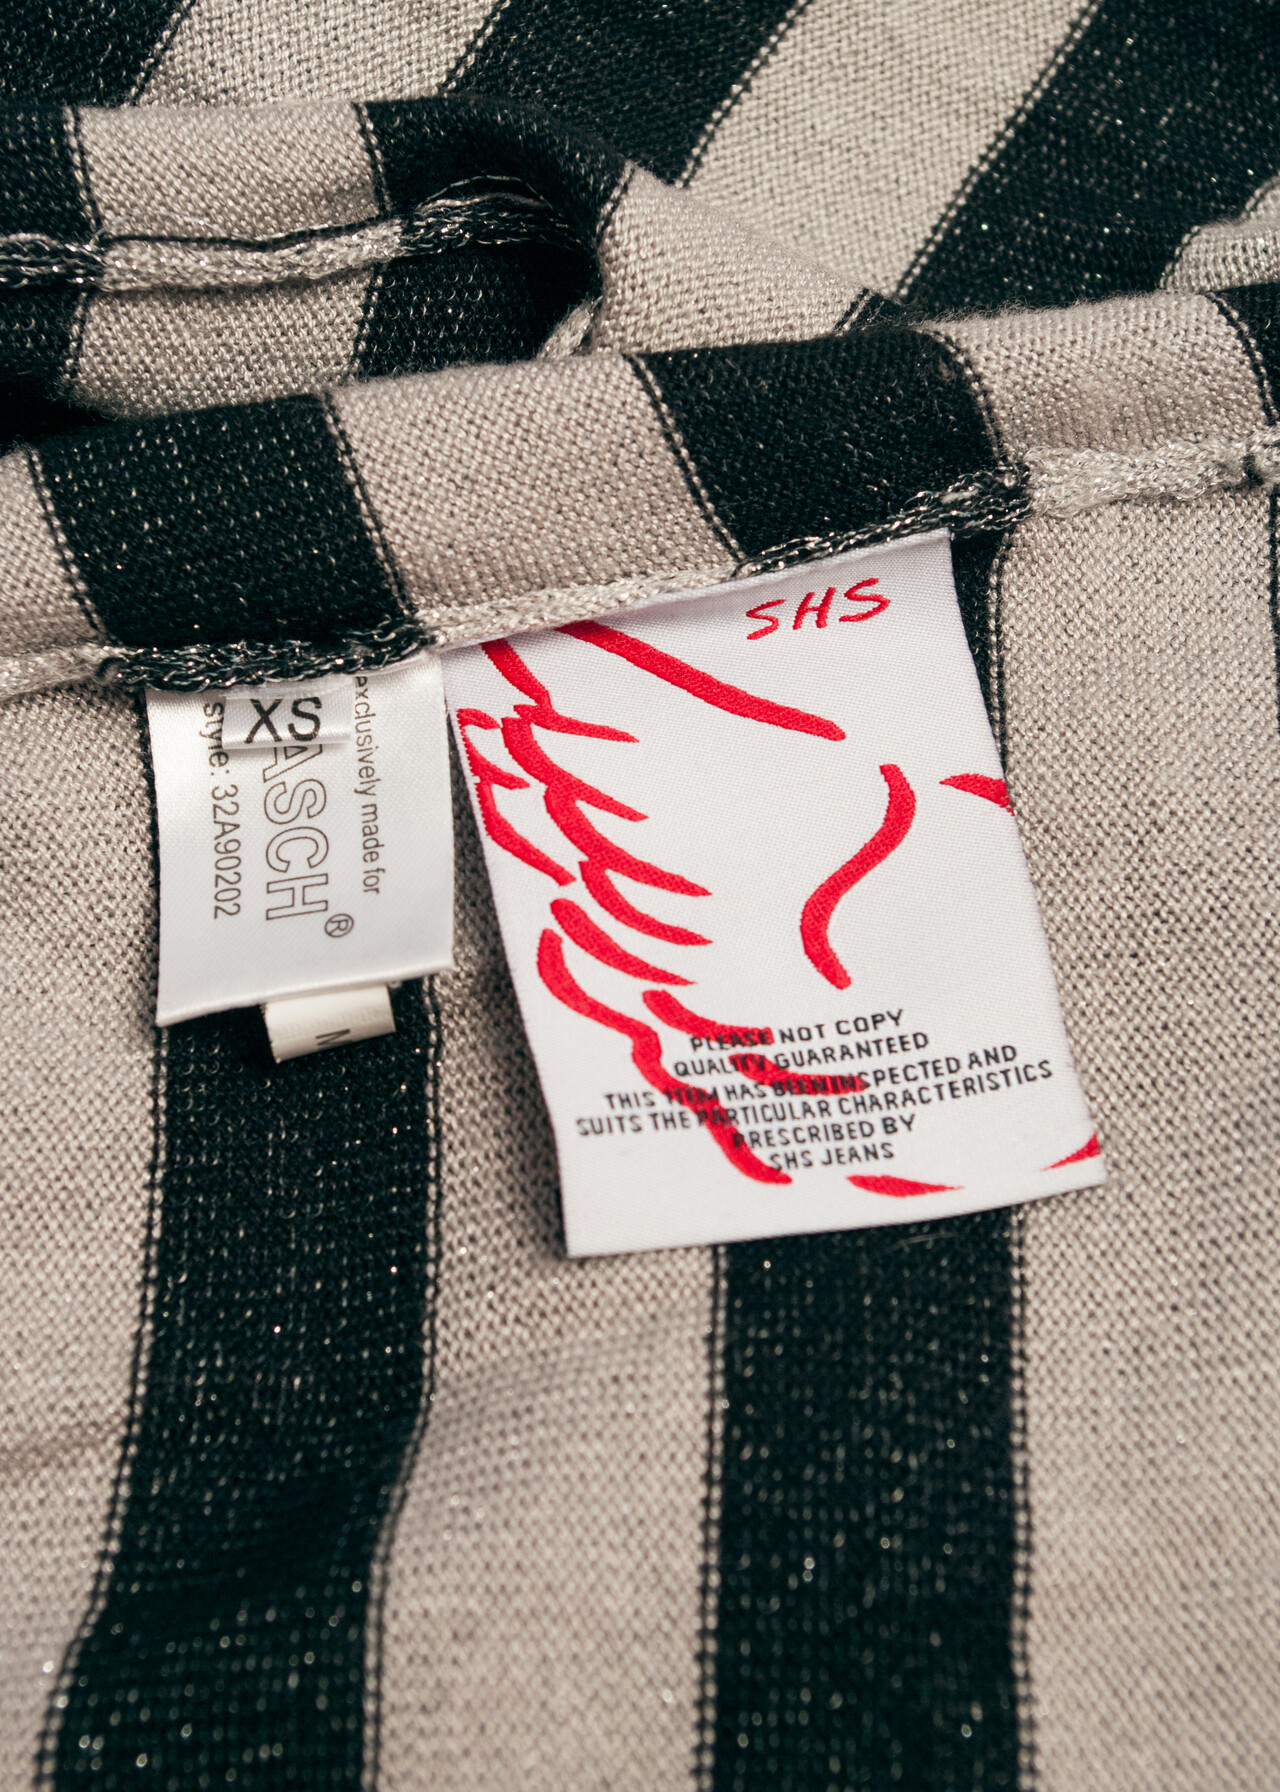 XS
exclusively made for
ASCH®
style: 32A90202
M
SHS
PLEASE NOT COPY
QUALITY GUARANTEED
THIS ITEM HAS BEEN INSPECTED AND
SUITS THE PARTICULAR CHARACTERISTICS
PRESCRIBED BY
SHS JEANS